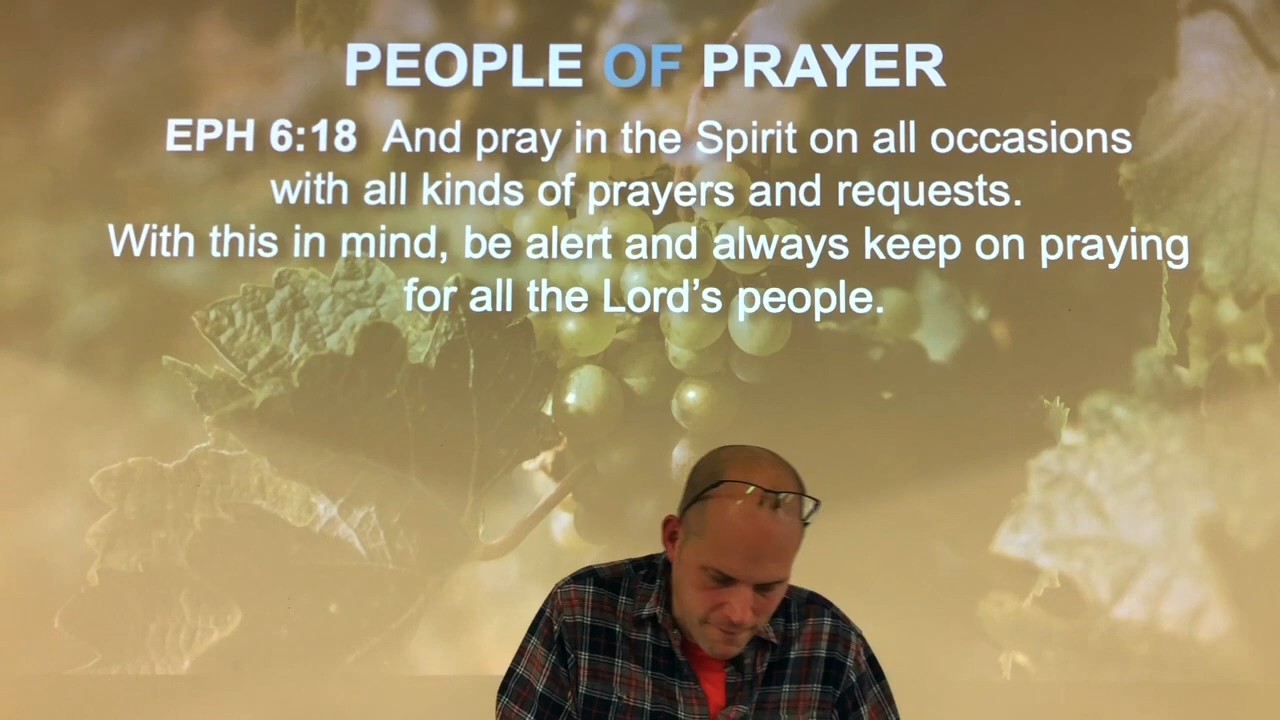 PEOPLE OF PRAYER
EPH 6:18 And pray in the Spirit on all occasions
with all kinds of prayers and requests.
With this in mind, be alert and always keep on praying
for all the Lord’s people.